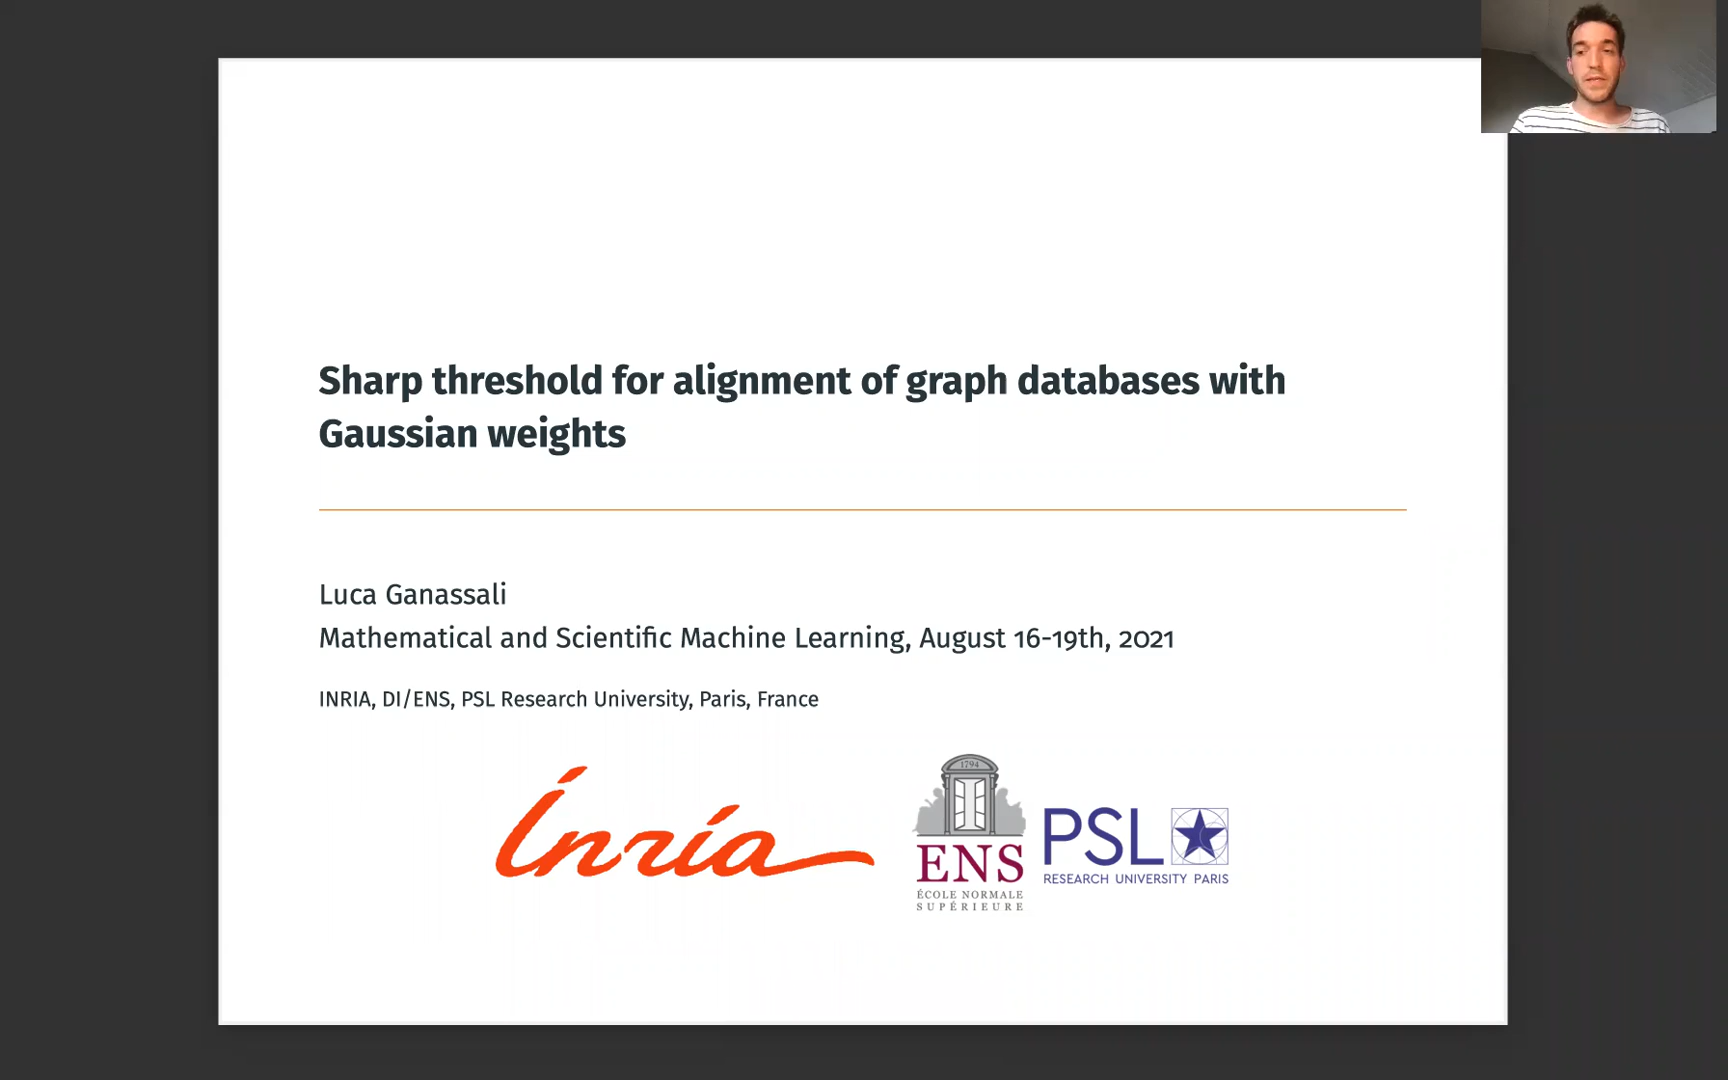 Sharp threshold for alignment of graph databases with
Gaussian weights
Luca Ganassali
Mathematical and Scientific Machine Learning, August 16-19th, 2021
INRIA, DI/ENS, PSL Research University, Paris, France
Inría
1794
ENS
ÉCOLE NORMALE
SUPÉRIEURE
PSL
RESEARCH UNIVERSITY PARIS